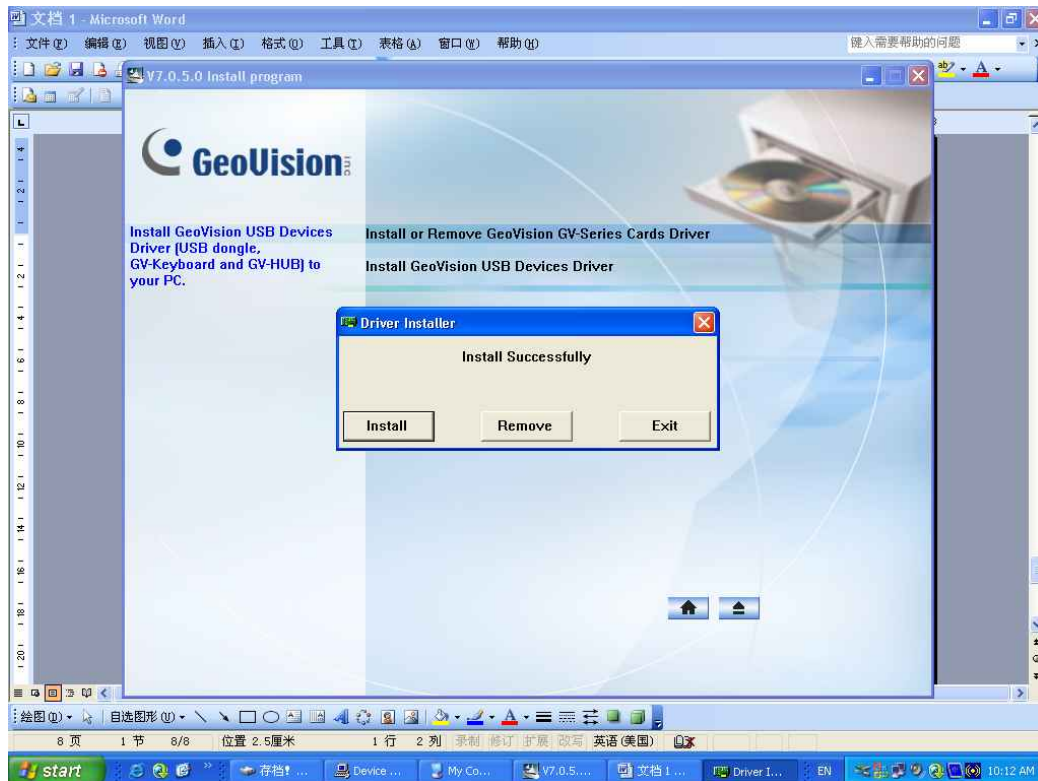 文档 1 - Microsoft Word
文件(F) 编辑(E) 视图(V) 插入(I) 格式(O) 工具(T) 表格(A) 窗口(W) 帮助(H) 键入需要帮助的问题
V7.0.5.0 Install program
GeoVision Inc
Install GeoVision USB Devices
Driver (USB dongle,
GV-Keyboard and GV-HUB) to
your PC.
Install or Remove GeoVision GV-Series Cards Driver
Install GeoVision USB Devices Driver
Driver Installer
Install Successfully
Install Remove Exit
绘图(D) 自选图形(U)
8 页 1 节 8/8 位置 2.5厘米 1 行 2 列 录制 修订 扩展 改写 英语(美国)
start 存档! ... Device ... My Co... V7.0.5.... 文档 1 ... Driver I... EN 10:12 AM